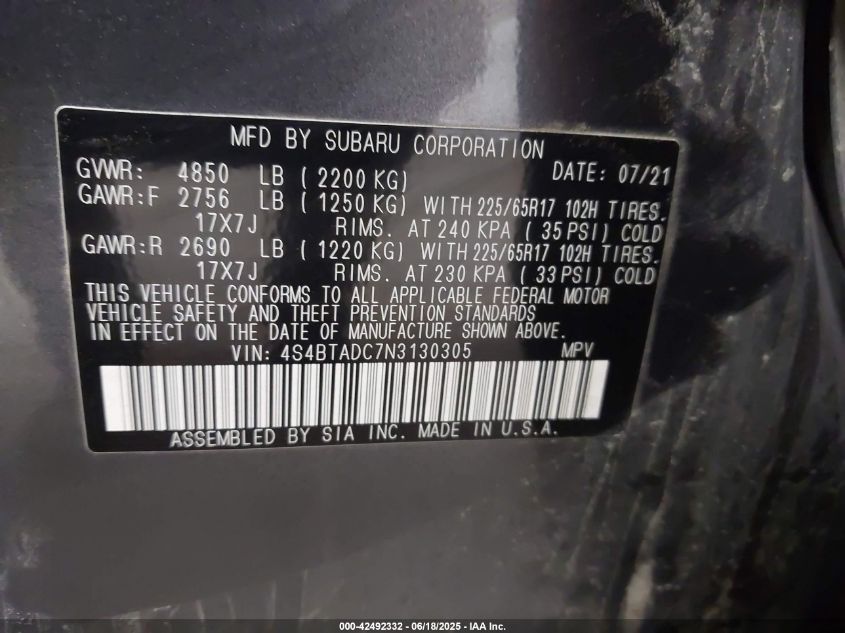 MFD BY SUBARU CORPORATION
GVWR: 4850 LB ( 2200 KG) DATE: 07/21
GAWR:F 2756 LB ( 1250 KG) WITH 225/65R17 102H TIRES.
17X7J RIMS. AT 240 KPA ( 35 PSI) COLD
GAWR:R 2690 LB ( 1220 KG) WITH 225/65R17 102H TIRES.
17X7J RIMS. AT 230 KPA ( 33 PSI) COLD
THIS VEHICLE CONFORMS TO ALL APPLICABLE FEDERAL MOTOR
VEHICLE SAFETY AND THEFT PREVENTION STANDARDS
IN EFFECT ON THE DATE OF MANUFACTURE SHOWN ABOVE.
VIN: 4S4BTADC7N3130305 MPV
ASSEMBLED BY SIA INC. MADE IN U.S.A.
000-42492332 - 06/18/2025 - IAA Inc.